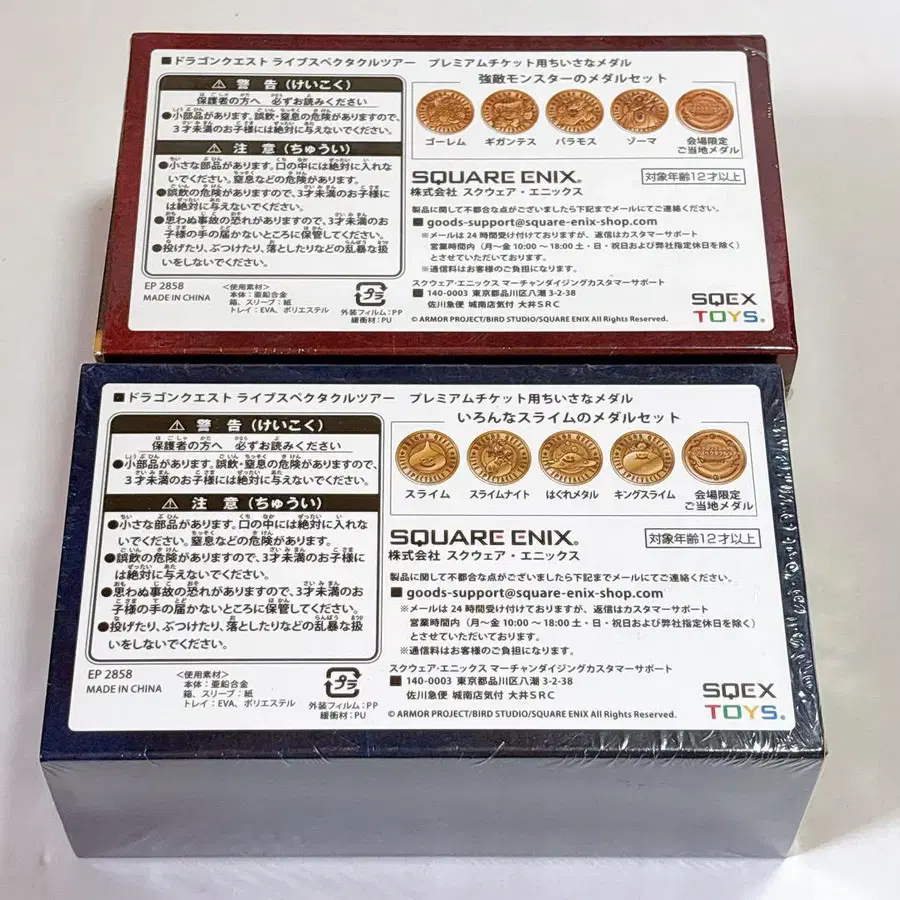 ■ドラゴンクエスト ライブスペクタクルツアー プレミアムチケット用ちいさなメダル
⚠ 警 告 (けいこく)
保護者の方へ 必ずお読みください
●小部品があります。誤飲・窒息の危険がありますので、
3才未満のお子様には絶対に与えないでください。
⚠ 注 意 (ちゅうい)
●小さな部品があります。口の中には絶対に入れな
いでください。窒息などの危険があります。
●誤飲の危険がありますので、3才未満のお子様に
は絶対に与えないでください。
●思わぬ事故の恐れがありますので、3才未満のお
子様の手の届かないところに保管してください。
●投げたり、ぶつけたり、落としたりなどの乱暴な扱
いをしないでください。
EP 2858
MADE IN CHINA
<使用素材>
本体:亜鉛合金
箱、スリーブ:紙
トレイ:EVA、ポリエステル
プラ
外装フィルム:PP
緩衝材:PU
強敵モンスターのメダルセット
ゴーレム ギガンテス バラモス ゾーマ 会場限定
ご当地メダル
SQUARE ENIX®
株式会社 スクウェア・エニックス
対象年齢12才以上
製品に関して不都合な点がございましたら下記までメールにてご連絡ください。
■goods-support@square-enix-shop.com
※メールは24時間受け付けておりますが、返信はカスタマーサポート
営業時間内(月〜金 10:00 〜 18:00 土・日・祝日および弊社指定休日を除く)
とさせていただいております。
※通信料はお客様のご負担になります。
スクウェア・エニックス マーチャンダイジングカスタマーサポート
■140-0003 東京都品川区八潮 3-2-38
佐川急便 城南店気付 大井SRC
© ARMOR PROJECT/BIRD STUDIO/SQUARE ENIX All Rights Reserved.
SQEX
TOYS®
■ドラゴンクエスト ライブスペクタクルツアー プレミアムチケット用ちいさなメダル
⚠ 警 告 (けいこく)
保護者の方へ 必ずお読みください
●小部品があります。誤飲・窒息の危険がありますので、
3才未満のお子様には絶対に与えないでください。
⚠ 注 意 (ちゅうい)
●小さな部品があります。口の中には絶対に入れな
いでください。窒息などの危険があります。
●誤飲の危険がありますので、3才未満のお子様に
は絶対に与えないでください。
●思わぬ事故の恐れがありますので、3才未満のお
子様の手の届かないところに保管してください。
●投げたり、ぶつけたり、落としたりなどの乱暴な扱
いをしないでください。
EP 2858
MADE IN CHINA
<使用素材>
本体:亜鉛合金
箱、スリーブ:紙
トレイ:EVA、ポリエステル
プラ
外装フィルム:PP
緩衝材:PU
いろんなスライムのメダルセット
スライム スライムナイト はぐれメタル キングスライム 会場限定
ご当地メダル
SQUARE ENIX®
株式会社 スクウェア・エニックス
対象年齢12才以上
製品に関して不都合な点がございましたら下記までメールにてご連絡ください。
■goods-support@square-enix-shop.com
※メールは24時間受け付けておりますが、返信はカスタマーサポート
営業時間内(月〜金 10:00 〜 18:00 土・日・祝日および弊社指定休日を除く)
とさせていただいております。
※通信料はお客様のご負担になります。
スクウェア・エニックス マーチャンダイジングカスタマーサポート
■140-0003 東京都品川区八潮 3-2-38
佐川急便 城南店気付 大井SRC
© ARMOR PROJECT/BIRD STUDIO/SQUARE ENIX All Rights Reserved.
SQEX
TOYS®